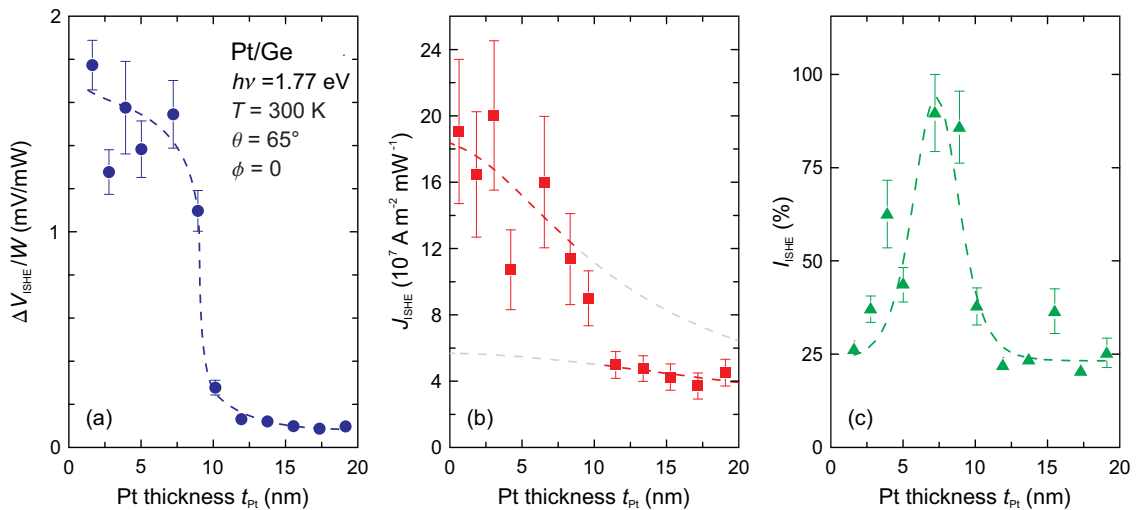 ΔV_ISHE/W (mV/mW)
2
1
0
Pt/Ge
hν =1.77 eV
T = 300 K
θ = 65°
ϕ = 0
(a)
0 5 10 15 20
Pt thickness t_Pt (nm)
J_ISHE (10⁷ A m⁻² mW⁻¹)
24
20
16
12
8
4
0
(b)
0 5 10 15 20
Pt thickness t_Pt (nm)
I_ISHE (%)
100
75
50
25
0
(c)
0 5 10 15 20
Pt thickness t_Pt (nm)